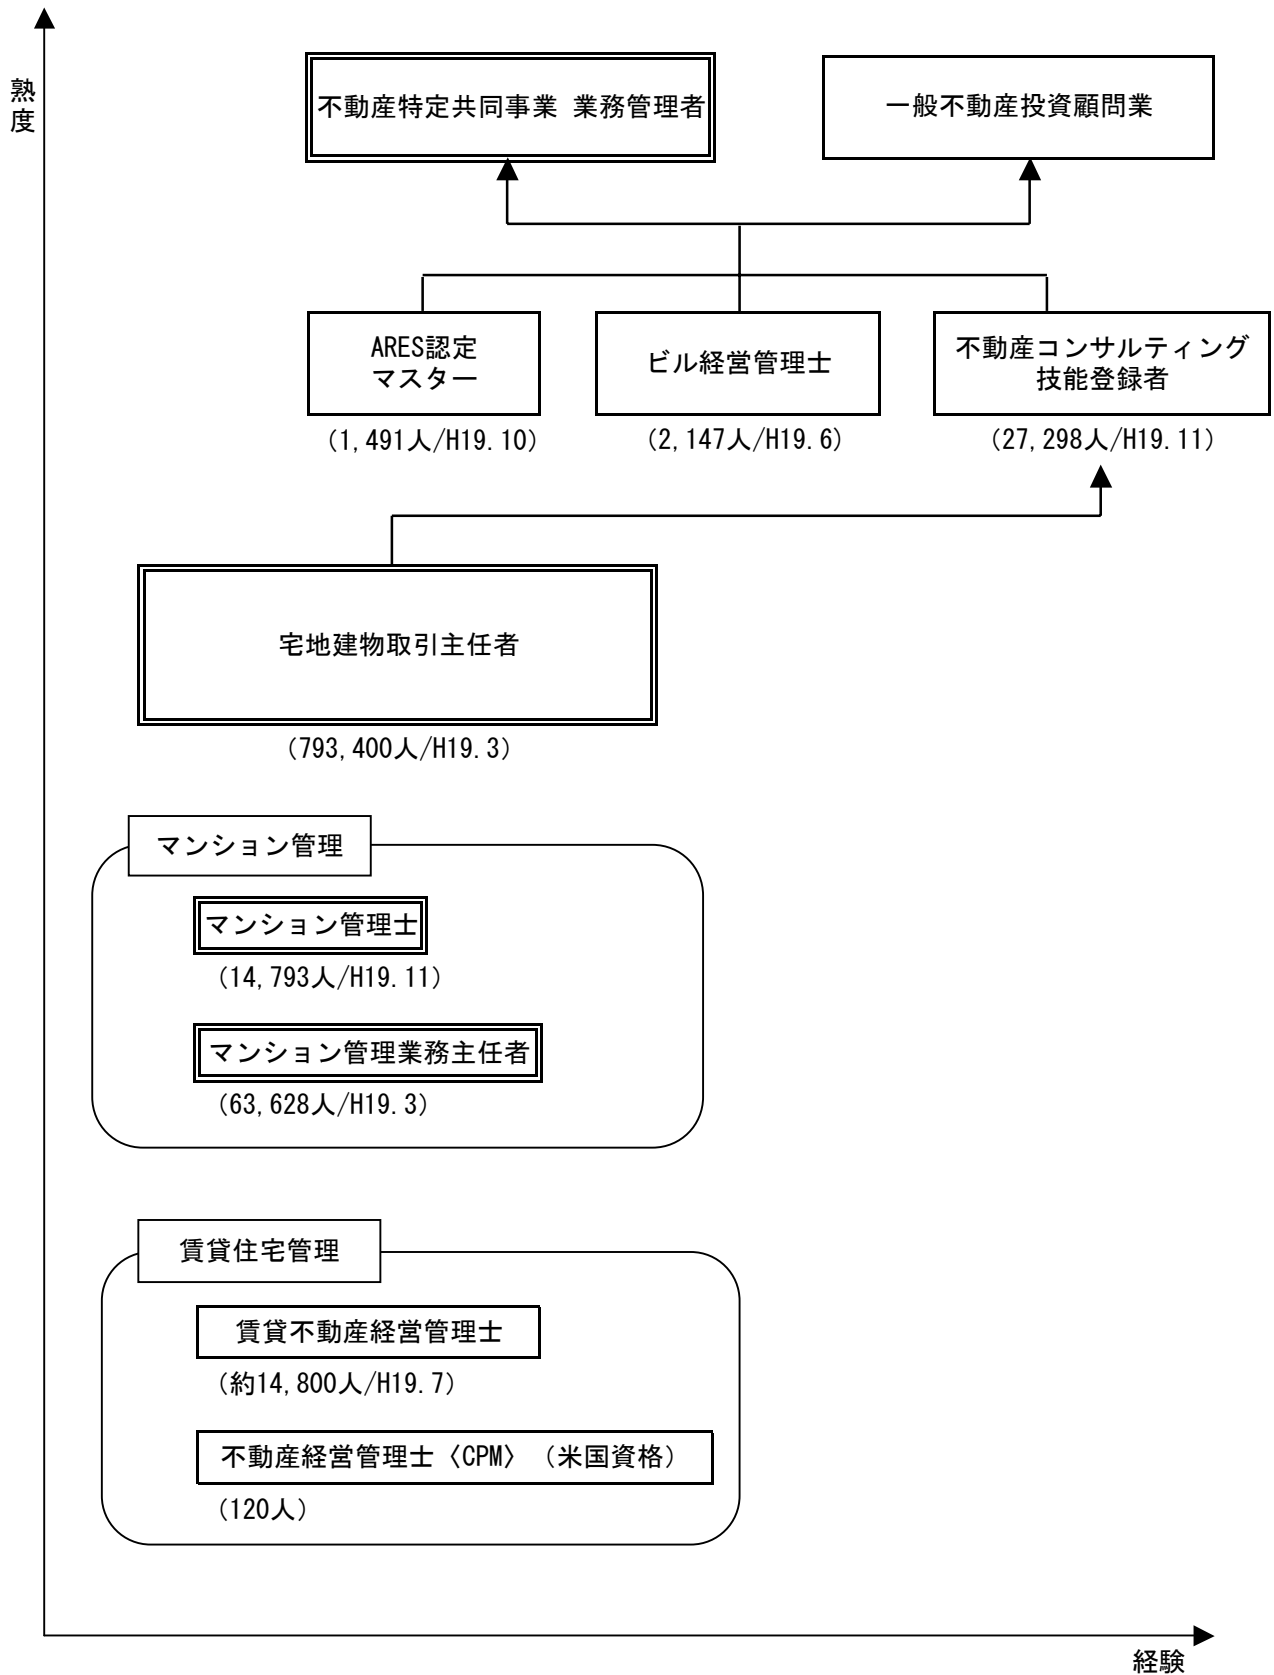 熟度
不動産特定共同事業 業務管理者
一般不動産投資顧問業
ARES認定
マスター
ビル経営管理士
不動産コンサルティング
技能登録者
(1,491人/H19.10)
(2,147人/H19.6)
(27,298人/H19.11)
宅地建物取引主任者
(793,400人/H19.3)
マンション管理
マンション管理士
(14,793人/H19.11)
マンション管理業務主任者
(63,628人/H19.3)
賃貸住宅管理
賃貸不動産経営管理士
(約14,800人/H19.7)
不動産経営管理士〈CPM〉（米国資格）
(120人)
経験